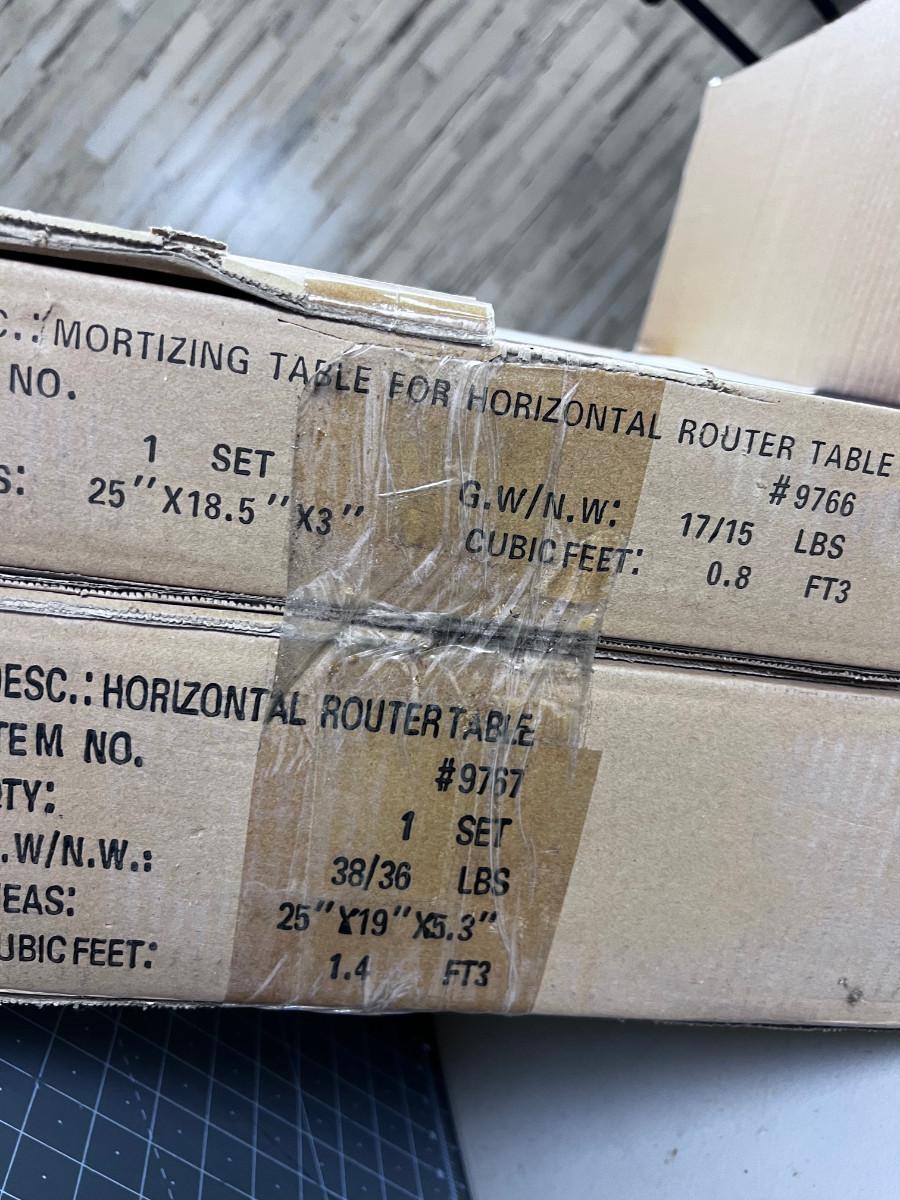 C.: MORTIZING TABLE FOR HORIZONTAL ROUTER TABLE
NO. #9766
1 SET G.W/N.W: 17/15 LBS
S: 25"X18.5"X3" CUBIC FEET: 0.8 FT3
DESC.: HORIZONTAL ROUTER TABLE
TEM NO. #9767
QTY: 1 SET
.W/N.W.: 38/36 LBS
EAS: 25"X19"X5.3"
UBIC FEET: 1.4 FT3